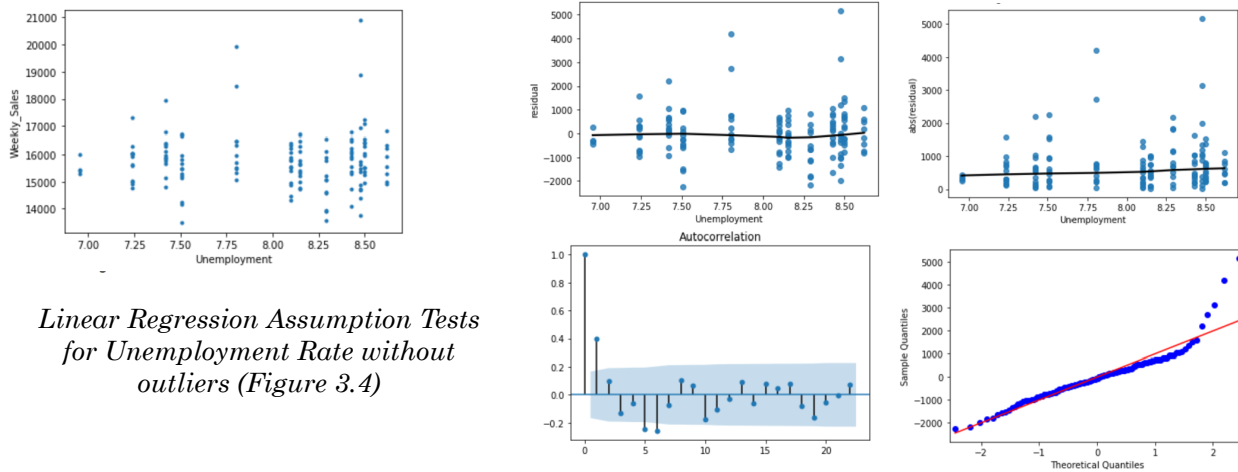 21000
20000
19000
18000
17000
16000
15000
14000
Weekly_Sales
7.00 7.25 7.50 7.75 8.00 8.25 8.50
Unemployment
Linear Regression Assumption Tests
for Unemployment Rate without
outliers (Figure 3.4)
5000
4000
3000
2000
1000
0
−1000
−2000
residual
7.00 7.25 7.50 7.75 8.00 8.25 8.50
Unemployment
5000
4000
3000
2000
1000
0
abs(residual)
7.00 7.25 7.50 7.75 8.00 8.25 8.50
Unemployment
Autocorrelation
1.0
0.8
0.6
0.4
0.2
0.0
−0.2
0 5 10 15 20
5000
4000
3000
2000
1000
0
−1000
−2000
Sample Quantiles
−2 −1 0 1 2
Theoretical Quantiles